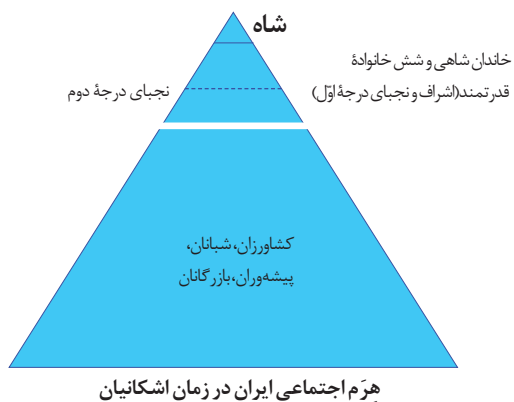 شاه
خاندان شاهی و شش خانوادهٔ
قدرتمند(اشراف و نجبای درجهٔ اوّل)
نجبای درجهٔ دوم
کشاورزان، شبانان،
پیشه‌وران، بازرگانان
هرَم اجتماعی ایران در زمان اشکانیان